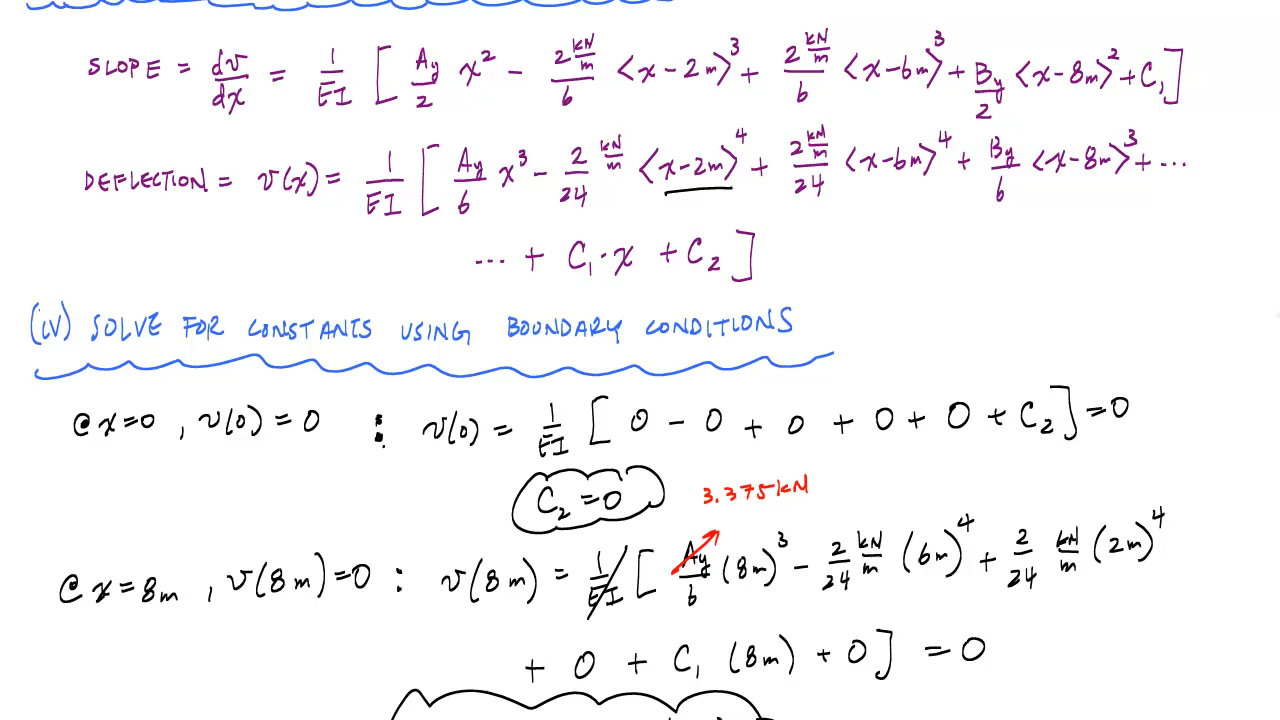 SLOPE = dv/dx = 1/EI [ Ay/2 x² − 2 kN/m /6 <x−2m>³ + 2 kN/m /6 <x−6m>³ + By/2 <x−8m>² + C₁ ]
DEFLECTION = v(x) = 1/EI [ Ay/6 x³ − 2/24 kN/m <x−2m>⁴ + 2 kN/m /24 <x−6m>⁴ + By/6 <x−8m>³ + ...
... + C₁·x + C₂ ]
(iv) SOLVE FOR CONSTANTS USING BOUNDARY CONDITIONS
@ x=0 , v(0) = 0 : v(0) = 1/EI [ 0 − 0 + 0 + 0 + 0 + C₂ ] = 0
C₂ = 0
3.375 kN
@ x = 8m , v(8m) = 0 : v(8m) = 1/EI [ Ay/6 (8m)³ − 2/24 kN/m (6m)⁴ + 2/24 kN/m (2m)⁴
+ 0 + C₁ (8m) + 0 ] = 0